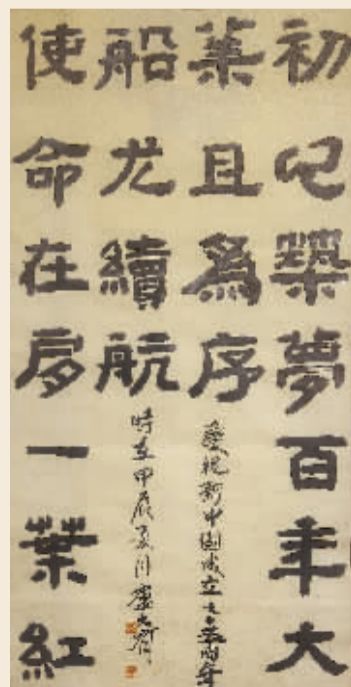 初心築夢百年大
業且爲序
慶祝新中國成立七十五周年
使命在肩一葉紅
船尤續航
時在甲辰夏月